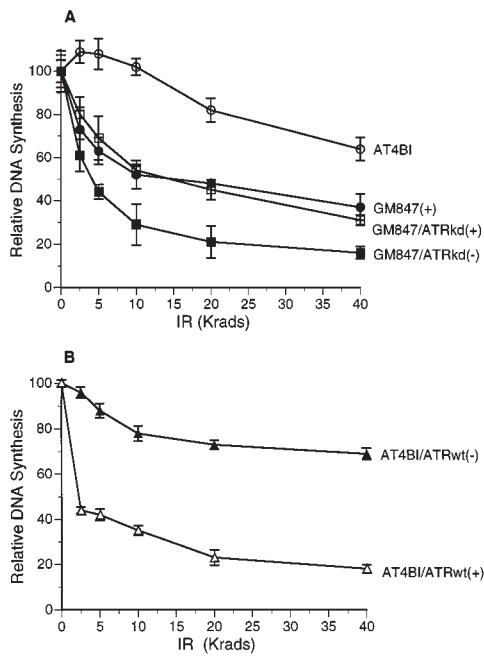 A
Relative DNA Synthesis
100
80
60
40
20
0
0 5 10 15 20 25 30 35 40
IR (Krads)
AT4BI
GM847(+)
GM847/ATRkd(+)
GM847/ATRkd(-)
B
Relative DNA Synthesis
100
80
60
40
20
0
0 5 10 15 20 25 30 35 40
IR (Krads)
AT4BI/ATRwt(-)
AT4BI/ATRwt(+)